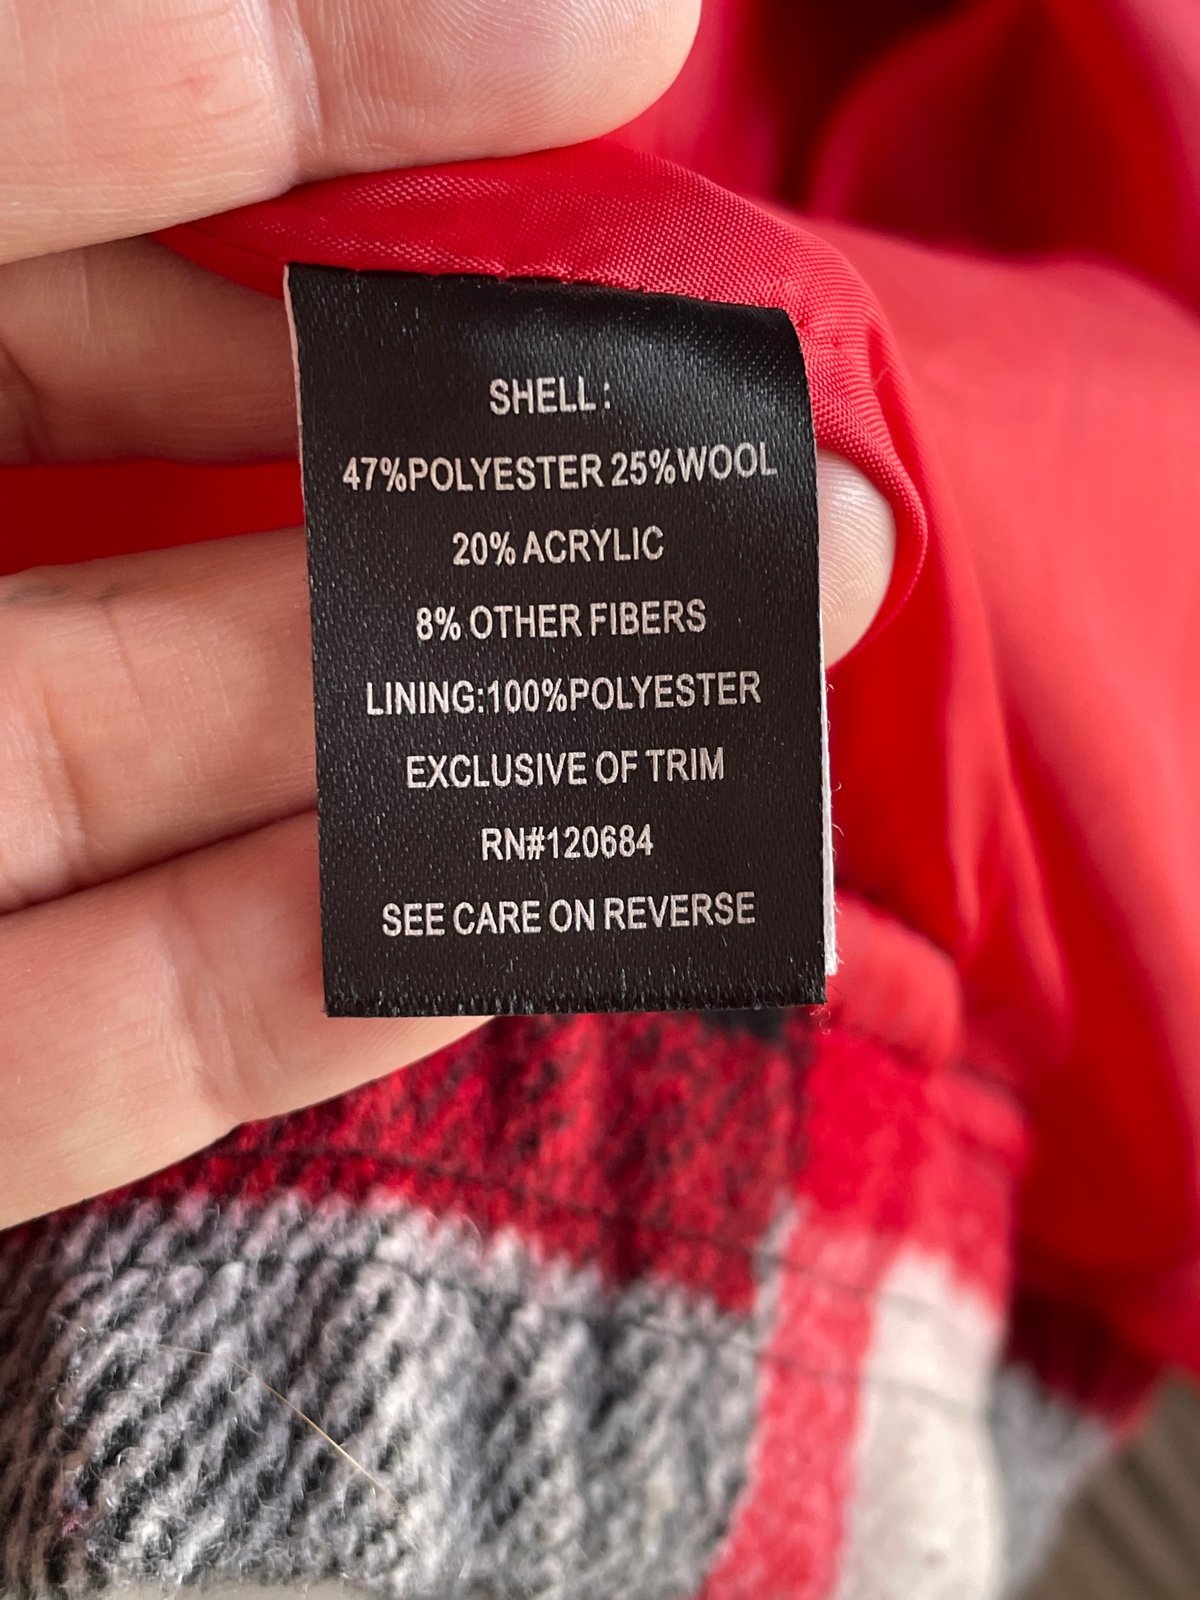 SHELL:
47%POLYESTER 25%WOOL
20% ACRYLIC
8% OTHER FIBERS
LINING:100%POLYESTER
EXCLUSIVE OF TRIM
RN#120684
SEE CARE ON REVERSE